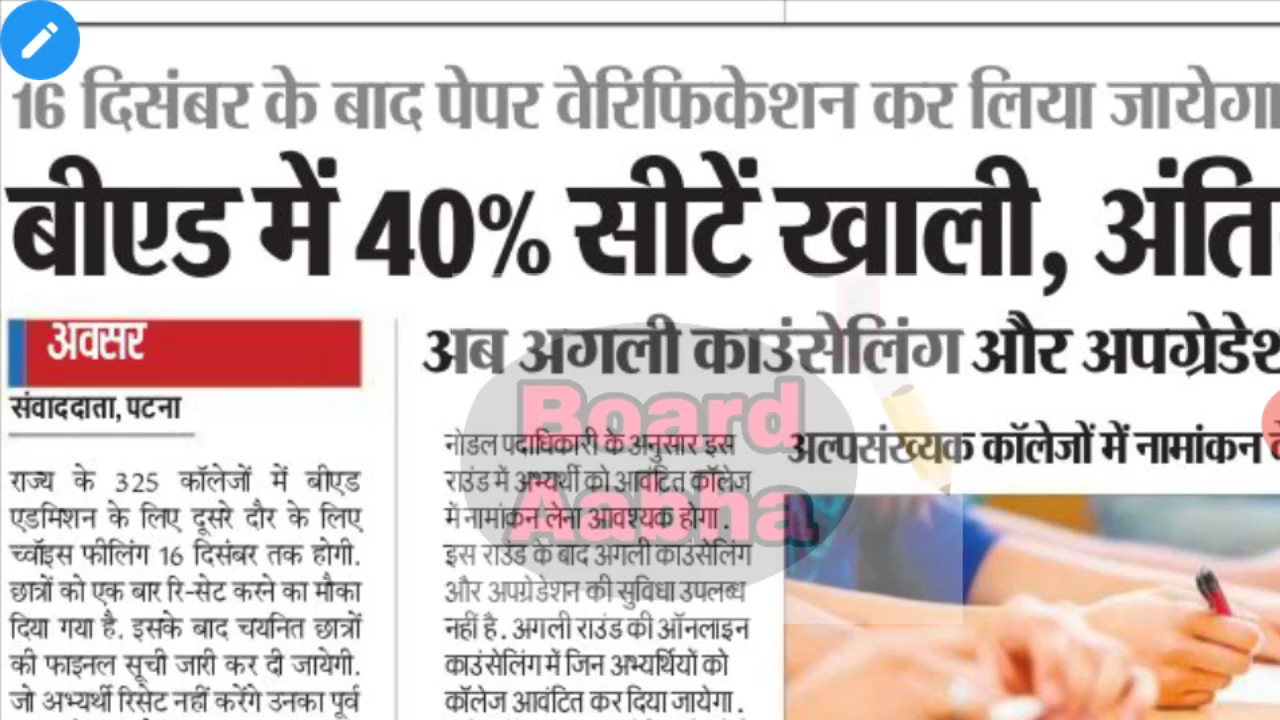 16 दिसंबर के बाद पेपर वेरिफिकेशन कर लिया जायेगा
बीएड में 40% सीटें खाली,
अब अगली काउंसेलिंग और
अवसर
संवाददाता, पटना
राज्य के 325 कॉलेजों में बीएड
एडमिशन के लिए दूसरे दौर के लिए
च्वॉइस फीलिंग 16 दिसंबर तक होगी.
छात्रों को एक बार रि-सेट करने का मौका
दिया गया है. इसके बाद चयनित छात्रों
की फाइनल सूची जारी कर दी जायेगी.
जो अभ्यर्थी रिसेट नहीं करेंगे उनका पूर्व
नोडल पदाधिकारी के अनुसार इस
राउंड में अभ्यर्थी को आवंटित कॉलेज
में नामांकन लेना आवश्यक होगा .
इस राउंड के बाद अगली काउंसेलिंग
और अपग्रेडेशन की सुविधा उपलब्ध
नहीं है . अगली राउंड की ऑनलाइन
काउंसेलिंग में जिन अभ्यर्थियों को
कॉलेज आवंटित कर दिया जायेगा .
अल्पसंख्यक कॉलेजों में नामांकन
Board
Aabha